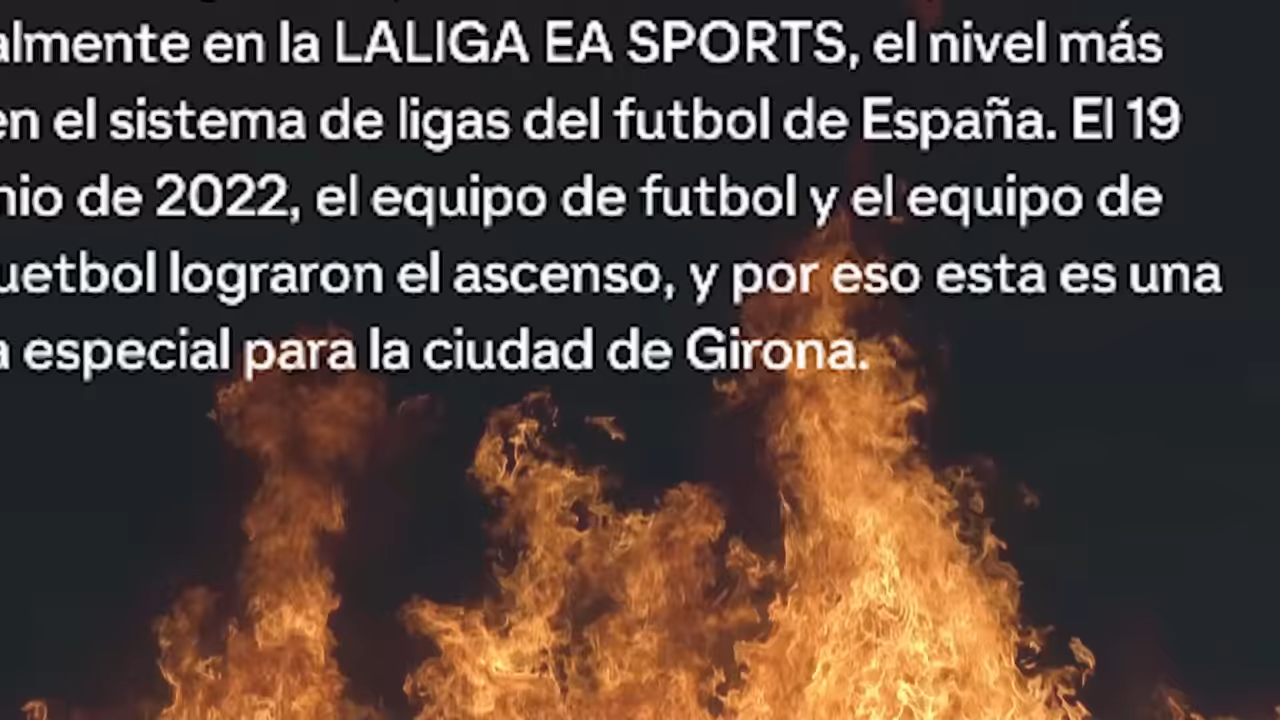 almente en la LALIGA EA SPORTS, el nivel más
en el sistema de ligas del futbol de España. El 19
nio de 2022, el equipo de futbol y el equipo de
uetbol lograron el ascenso, y por eso esta es una
a especial para la ciudad de Girona.